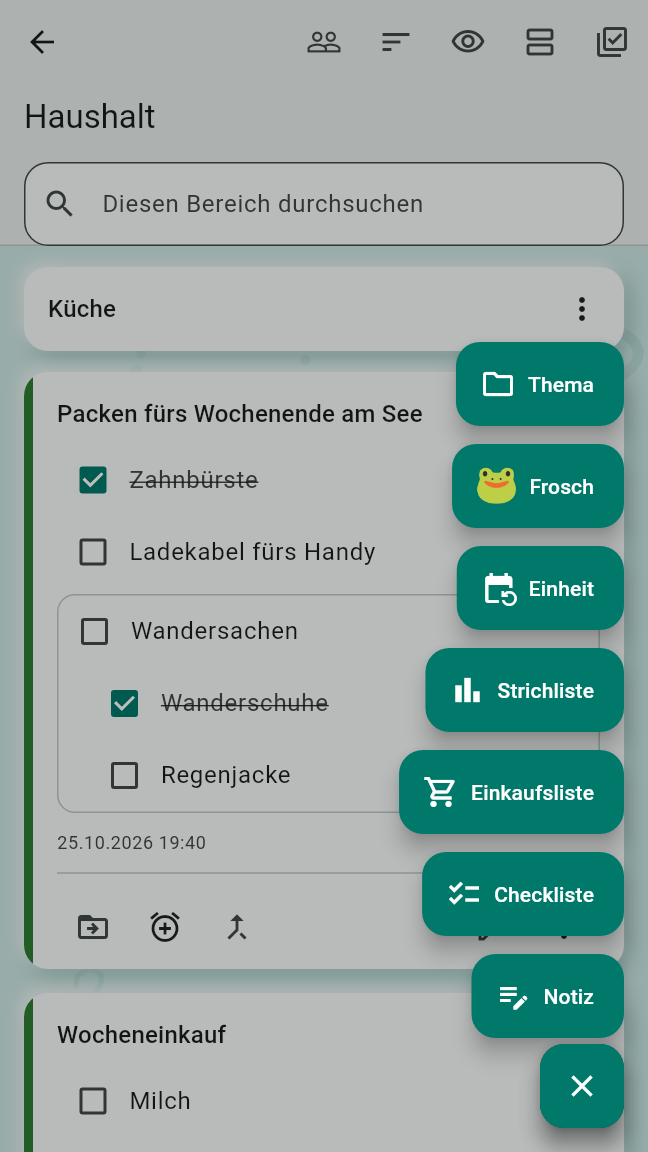 Haushalt
Diesen Bereich durchsuchen
Küche
Thema
Packen fürs Wochenende am See
Zahnbürste
Frosch
Ladekabel fürs Handy
Einheit
Wandersachen
Wanderschuhe
Strichliste
Regenjacke
Einkaufsliste
25.10.2026 19:40
Checkliste
Notiz
Wocheneinkauf
Milch